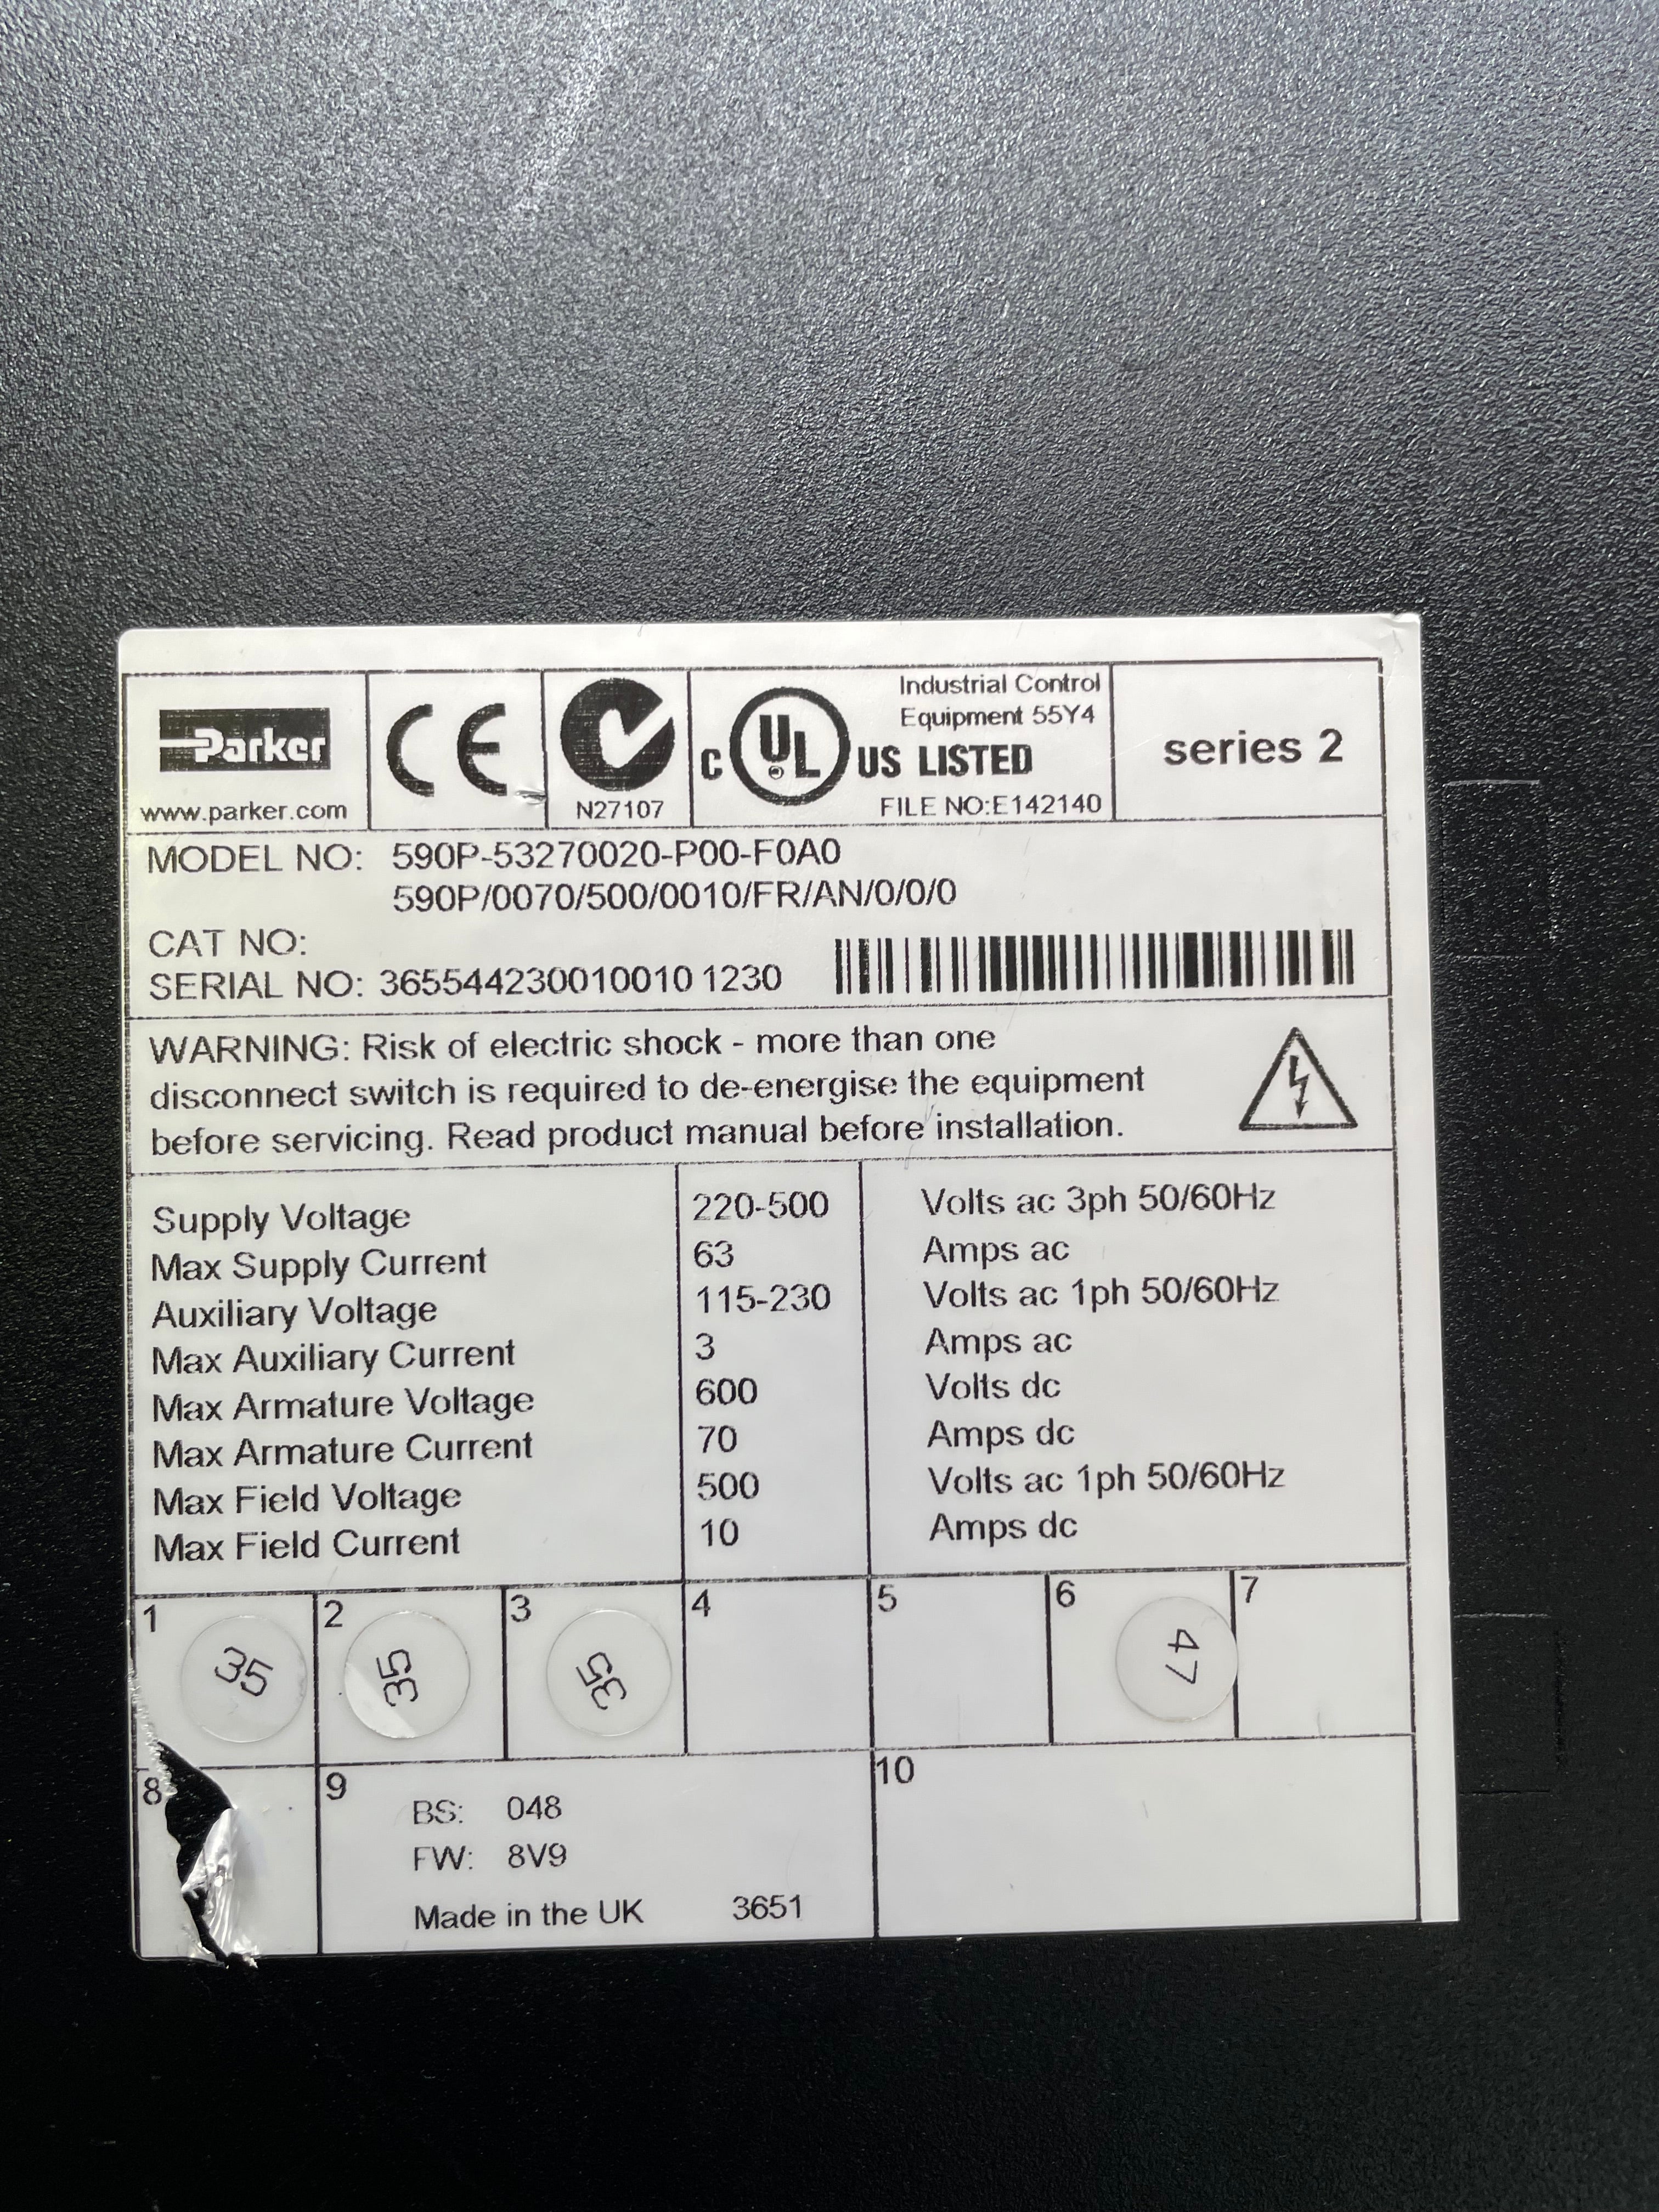 Parker
www.parker.com
CE
N27107
C UL US LISTED
Industrial Control
Equipment 55Y4
FILE NO:E142140
series 2
MODEL NO: 590P-53270020-P00-F0A0
590P/0070/500/0010/FR/AN/0/0/0
CAT NO:
SERIAL NO: 365544230010010 1230
WARNING: Risk of electric shock - more than one
disconnect switch is required to de-energise the equipment
before servicing. Read product manual before installation.
Supply Voltage 220-500 Volts ac 3ph 50/60Hz
Max Supply Current 63 Amps ac
Auxiliary Voltage 115-230 Volts ac 1ph 50/60Hz
Max Auxiliary Current 3 Amps ac
Max Armature Voltage 600 Volts dc
Max Armature Current 70 Amps dc
Max Field Voltage 500 Volts ac 1ph 50/60Hz
Max Field Current 10 Amps dc
1 35 2 35 3 35 4 5 6 47 7
8 9 10
BS: 048
FW: 8V9
Made in the UK 3651